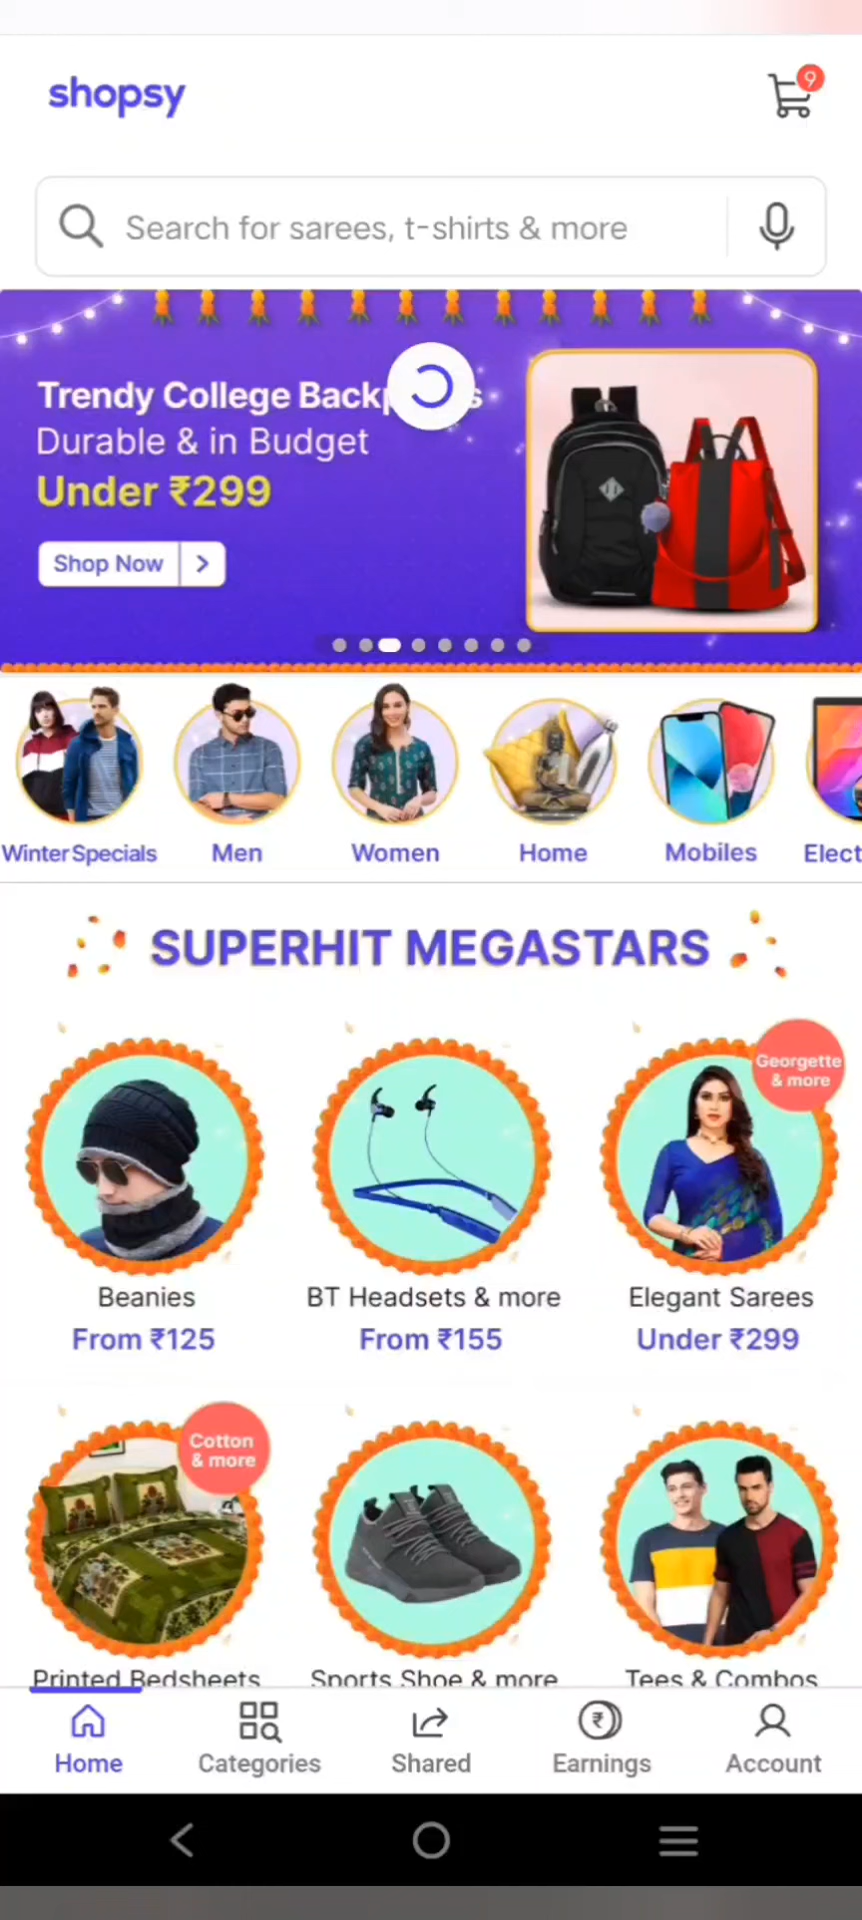 shopsy
9
Search for sarees, t-shirts & more
Trendy College
Durable & in Budget
Under ₹299
Shop Now
Winter Specials
Men
Women
Home
Mobiles
Elect
SUPERHIT MEGASTARS
Georgette
& more
Beanies
BT Headsets & more
Elegant Sarees
From ₹125
From ₹155
Under ₹299
Cotton
& more
Printed Bedsheets
Sports Shoe & more
Tees & Combos
Home
Categories
Shared
Earnings
Account